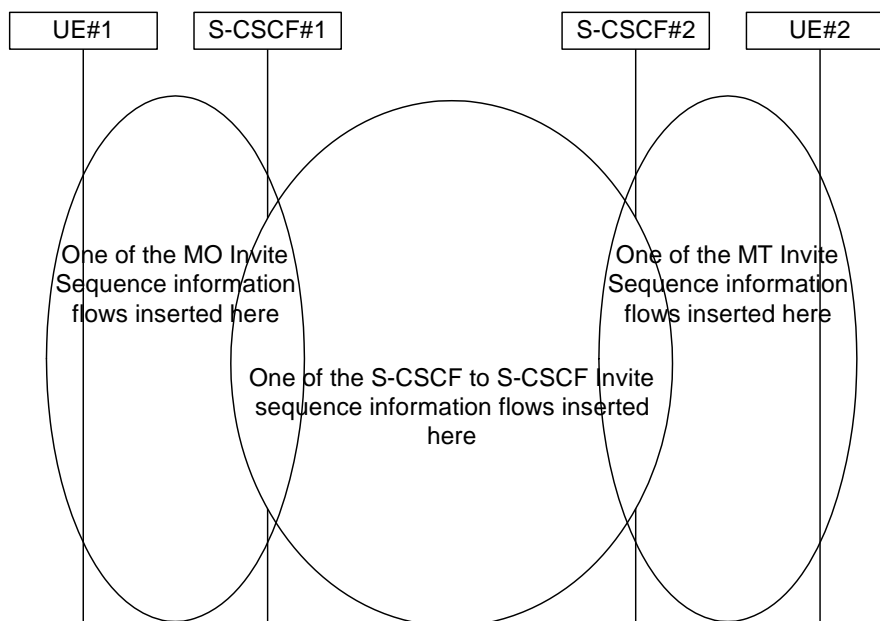 UE#1
S-CSCF#1
S-CSCF#2
UE#2
One of the MO Invite
Sequence information
flows inserted here
One of the MT Invite
Sequence information
flows inserted here
One of the S-CSCF to S-CSCF Invite
sequence information flows inserted
here